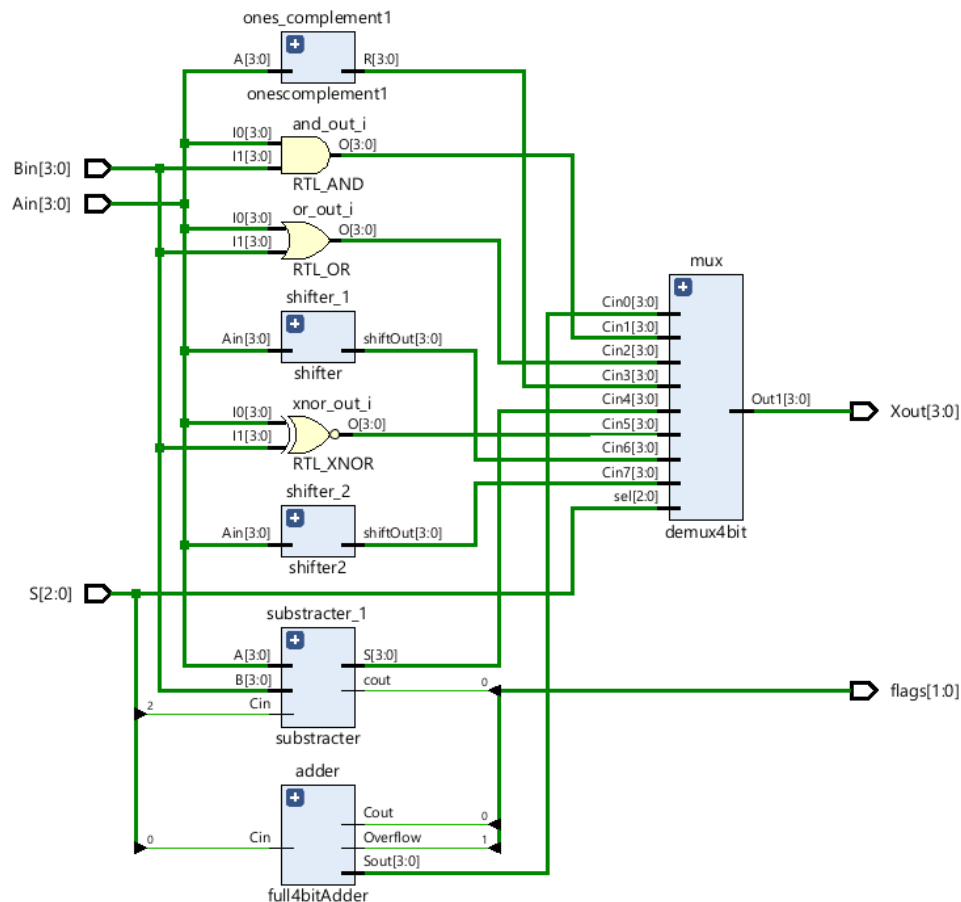 ones_complement1
A[3:0]
R[3:0]
onescomplement1
and_out_i
I0[3:0]
I1[3:0]
O[3:0]
RTL_AND
Bin[3:0]
Ain[3:0]
or_out_i
I0[3:0]
I1[3:0]
O[3:0]
RTL_OR
shifter_1
Ain[3:0]
shiftOut[3:0]
shifter
xnor_out_i
I0[3:0]
I1[3:0]
O[3:0]
RTL_XNOR
shifter_2
Ain[3:0]
shiftOut[3:0]
shifter2
mux
Cin0[3:0]
Cin1[3:0]
Cin2[3:0]
Cin3[3:0]
Cin4[3:0]
Cin5[3:0]
Cin6[3:0]
Cin7[3:0]
sel[2:0]
Out1[3:0]
demux4bit
Xout[3:0]
S[2:0]
substracter_1
A[3:0]
B[3:0]
Cin
2
S[3:0]
cout
0
substracter
flags[1:0]
adder
Cin
0
Cout
0
Overflow
1
Sout[3:0]
full4bitAdder